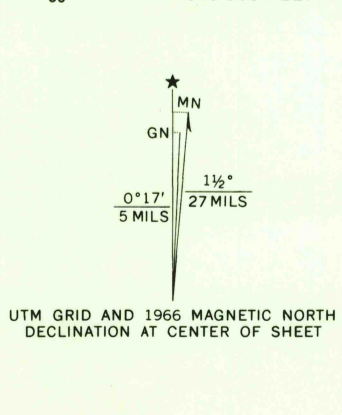 MN
GN
1½°
27 MILS
0°17'
5 MILS
UTM GRID AND 1966 MAGNETIC NORTH
DECLINATION AT CENTER OF SHEET